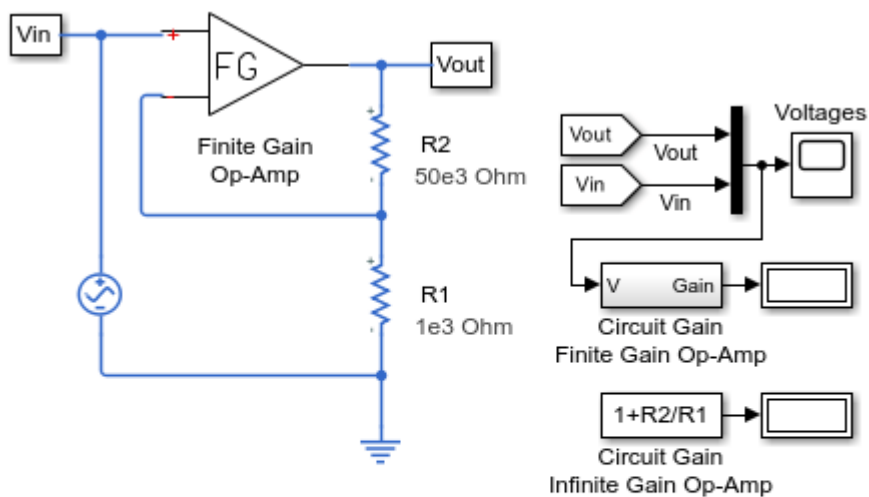 Vin
+
-
FG
Finite Gain
Op-Amp
Vout
+
R2
50e3 Ohm
-
+
R1
1e3 Ohm
-
+
-
Voltages
Vout
Vout
Vin
Vin
V
Gain
Circuit Gain
Finite Gain Op-Amp
1+R2/R1
Circuit Gain
Infinite Gain Op-Amp